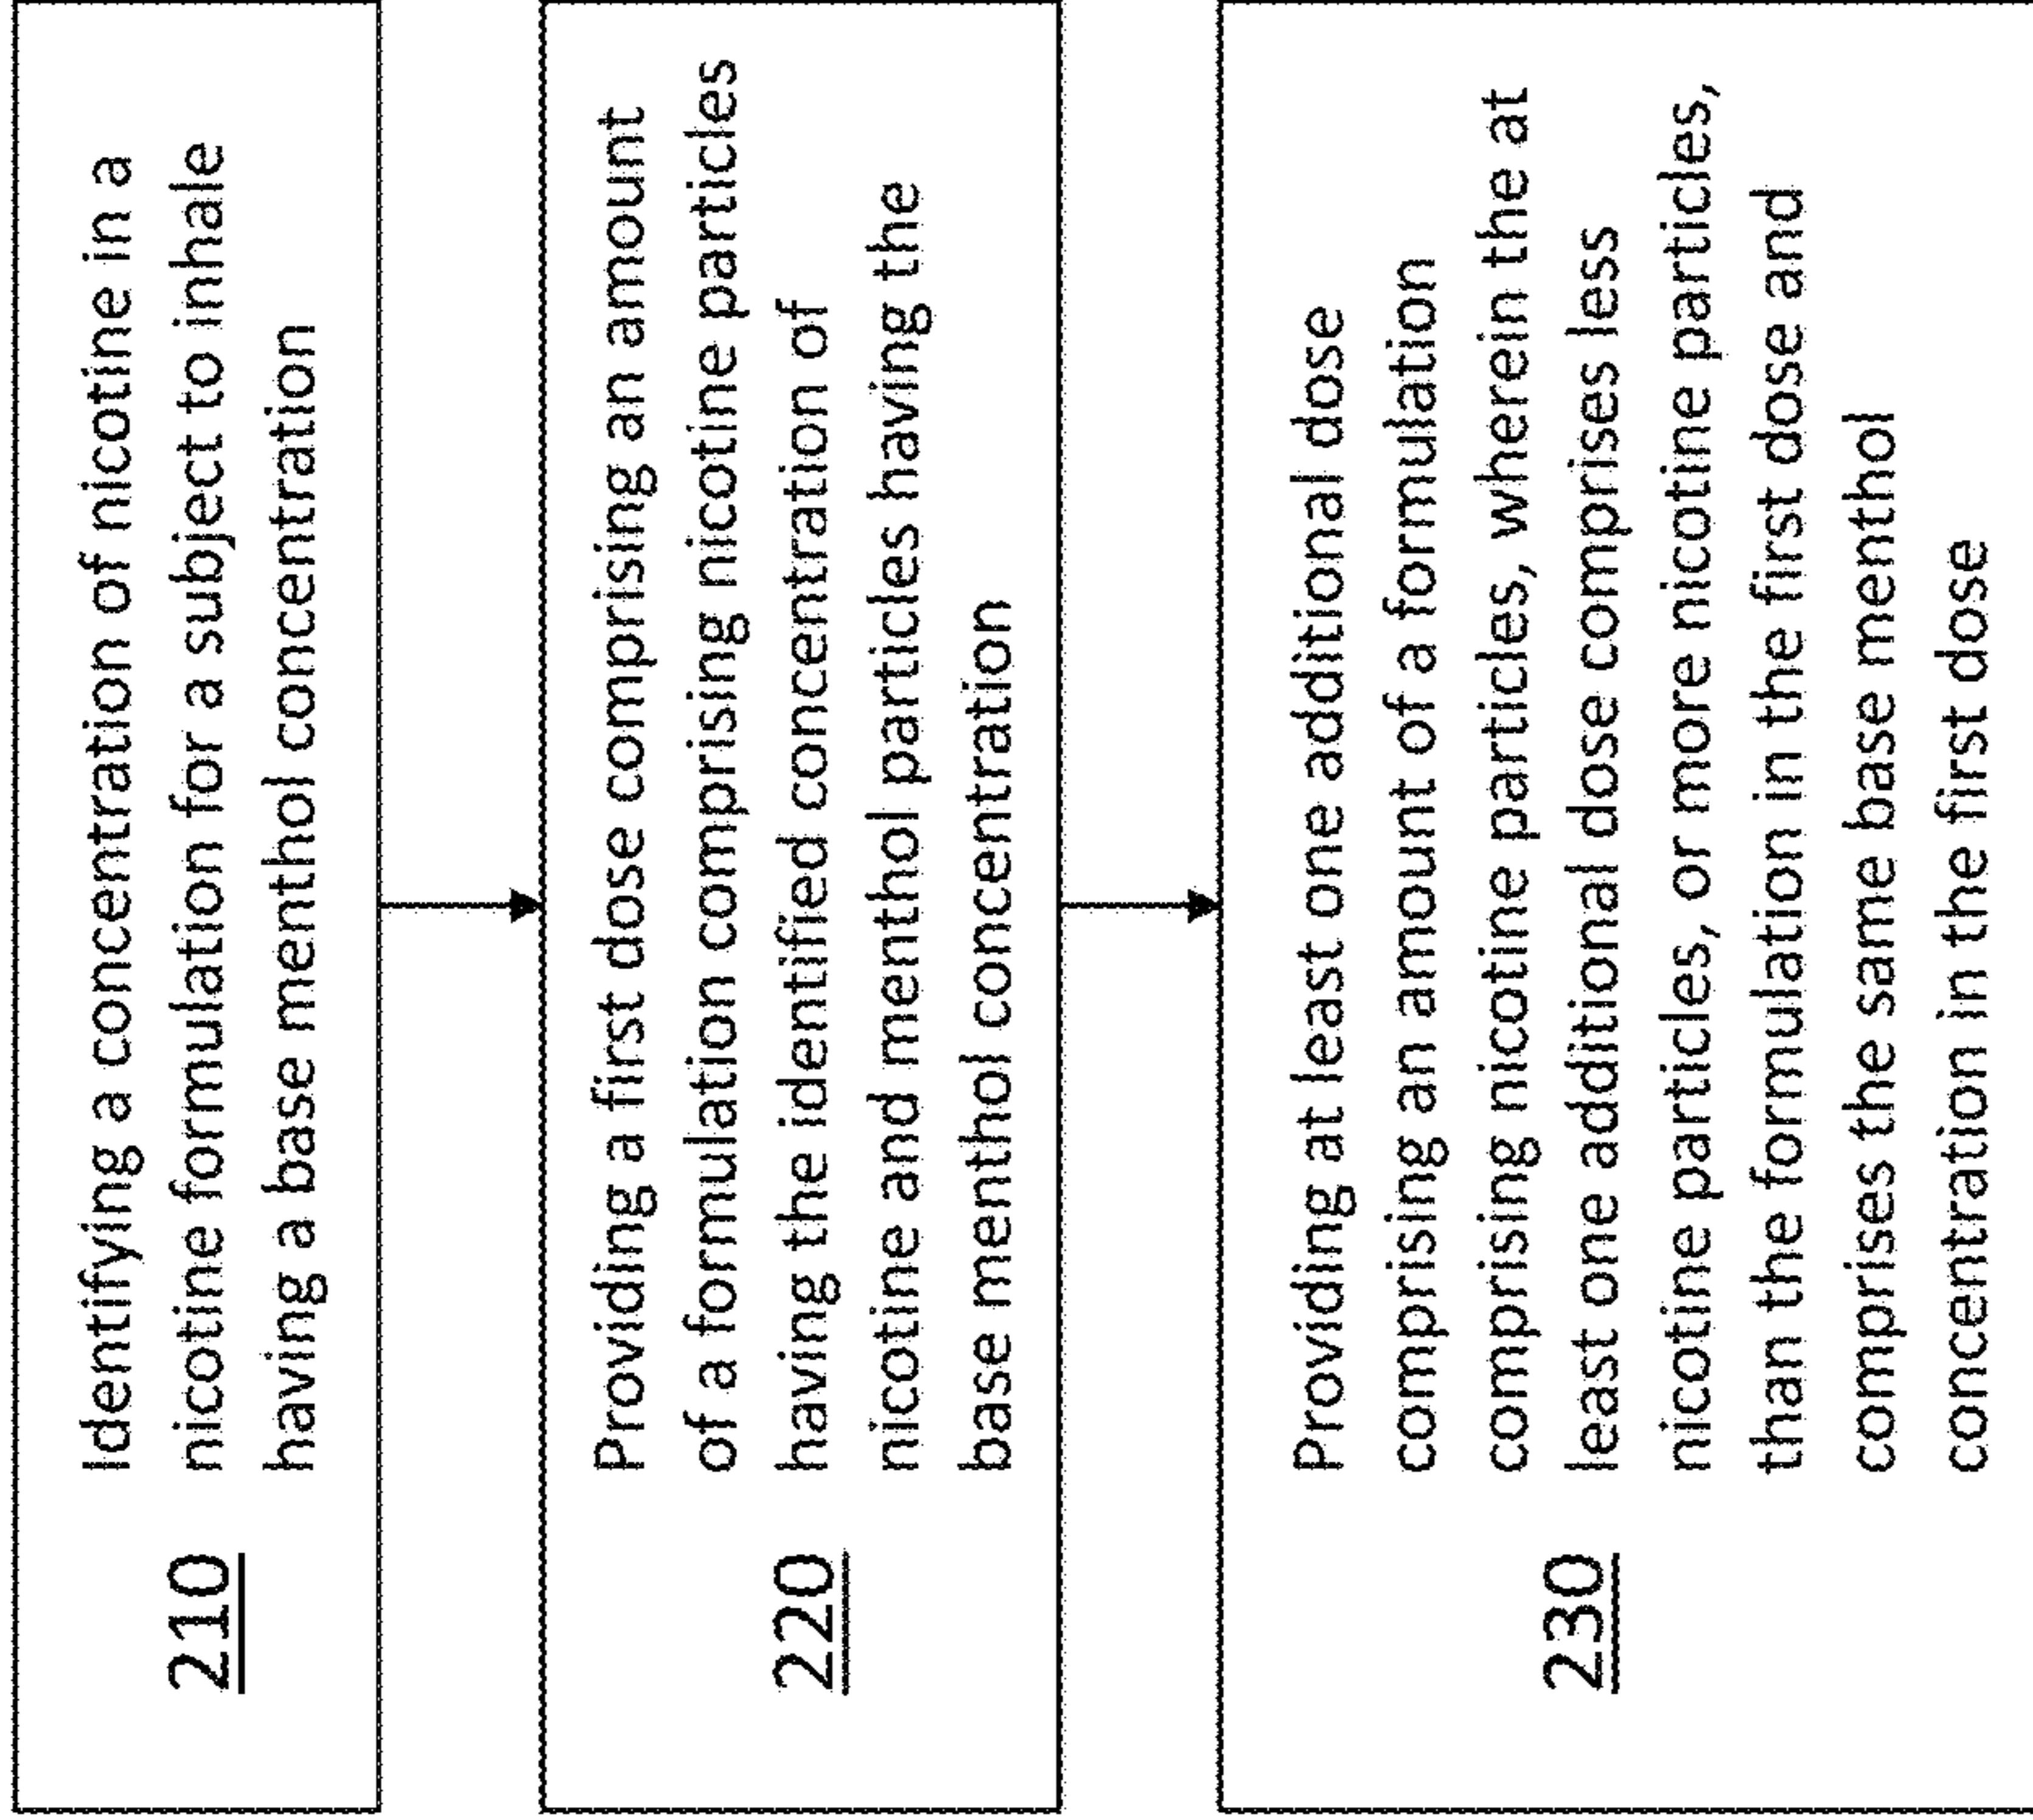 210
Identifying a concentration of nicotine in a
nicotine formulation for a subject to inhale
having a base menthol concentration
220
Providing a first dose comprising an amount
of a formulation comprising nicotine particles
having the identified concentration of
nicotine and menthol particles having the
base menthol concentration
230
Providing at least one additional dose
comprising an amount of a formulation
comprising nicotine particles, wherein the at
least one additional dose comprises less
nicotine particles, or more nicotine particles,
than the formulation in the first dose and
comprises the same base menthol
concentration in the first dose